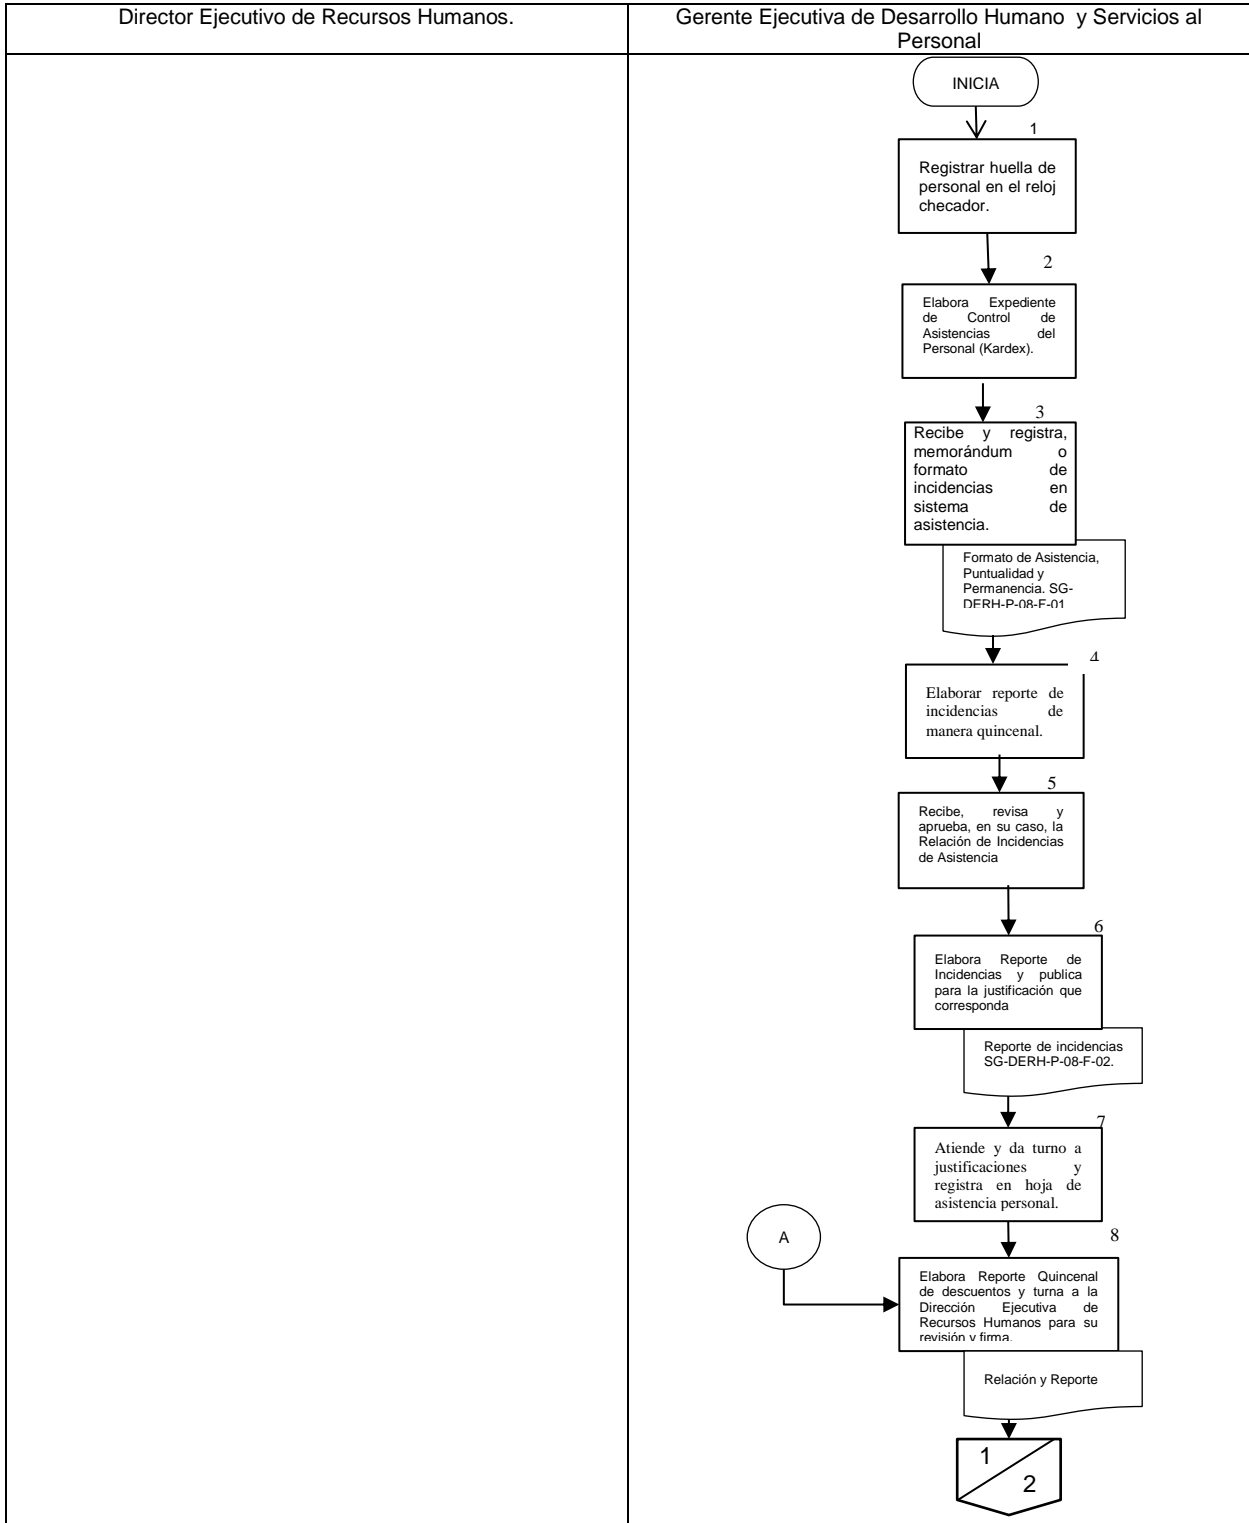 Director Ejecutivo de Recursos Humanos.
Gerente Ejecutiva de Desarrollo Humano y Servicios al
Personal
INICIA
1
Registrar huella de
personal en el reloj
checador.
2
Elabora Expediente
de Control de
Asistencias del
Personal (Kardex).
3
Recibe y registra,
memorándum o
formato de
incidencias en
sistema de
asistencia.
Formato de Asistencia,
Puntualidad y
Permanencia. SG-
DERH-P-08-F-01
4
Elaborar reporte de
incidencias de
manera quincenal.
5
Recibe, revisa y
aprueba, en su caso, la
Relación de Incidencias
de Asistencia
6
Elabora Reporte de
Incidencias y publica
para la justificación que
corresponda
Reporte de incidencias
SG-DERH-P-08-F-02.
7
Atiende y da turno a
justificaciones y
registra en hoja de
asistencia personal.
A
8
Elabora Reporte Quincenal
de descuentos y turna a la
Dirección Ejecutiva de
Recursos Humanos para su
revisión y firma.
Relación y Reporte
1
2